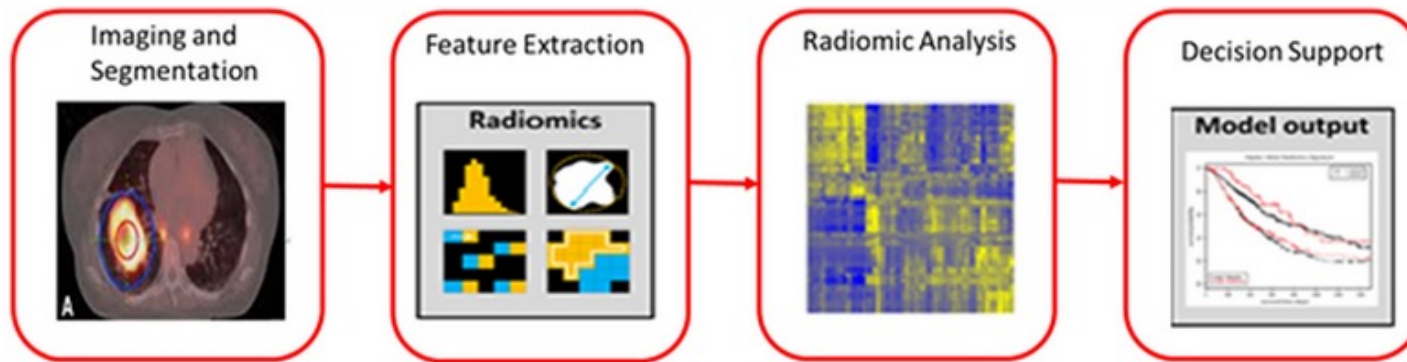 Imaging and
Segmentation
A
Feature Extraction
Radiomics
Radiomic Analysis
Decision Support
Model output